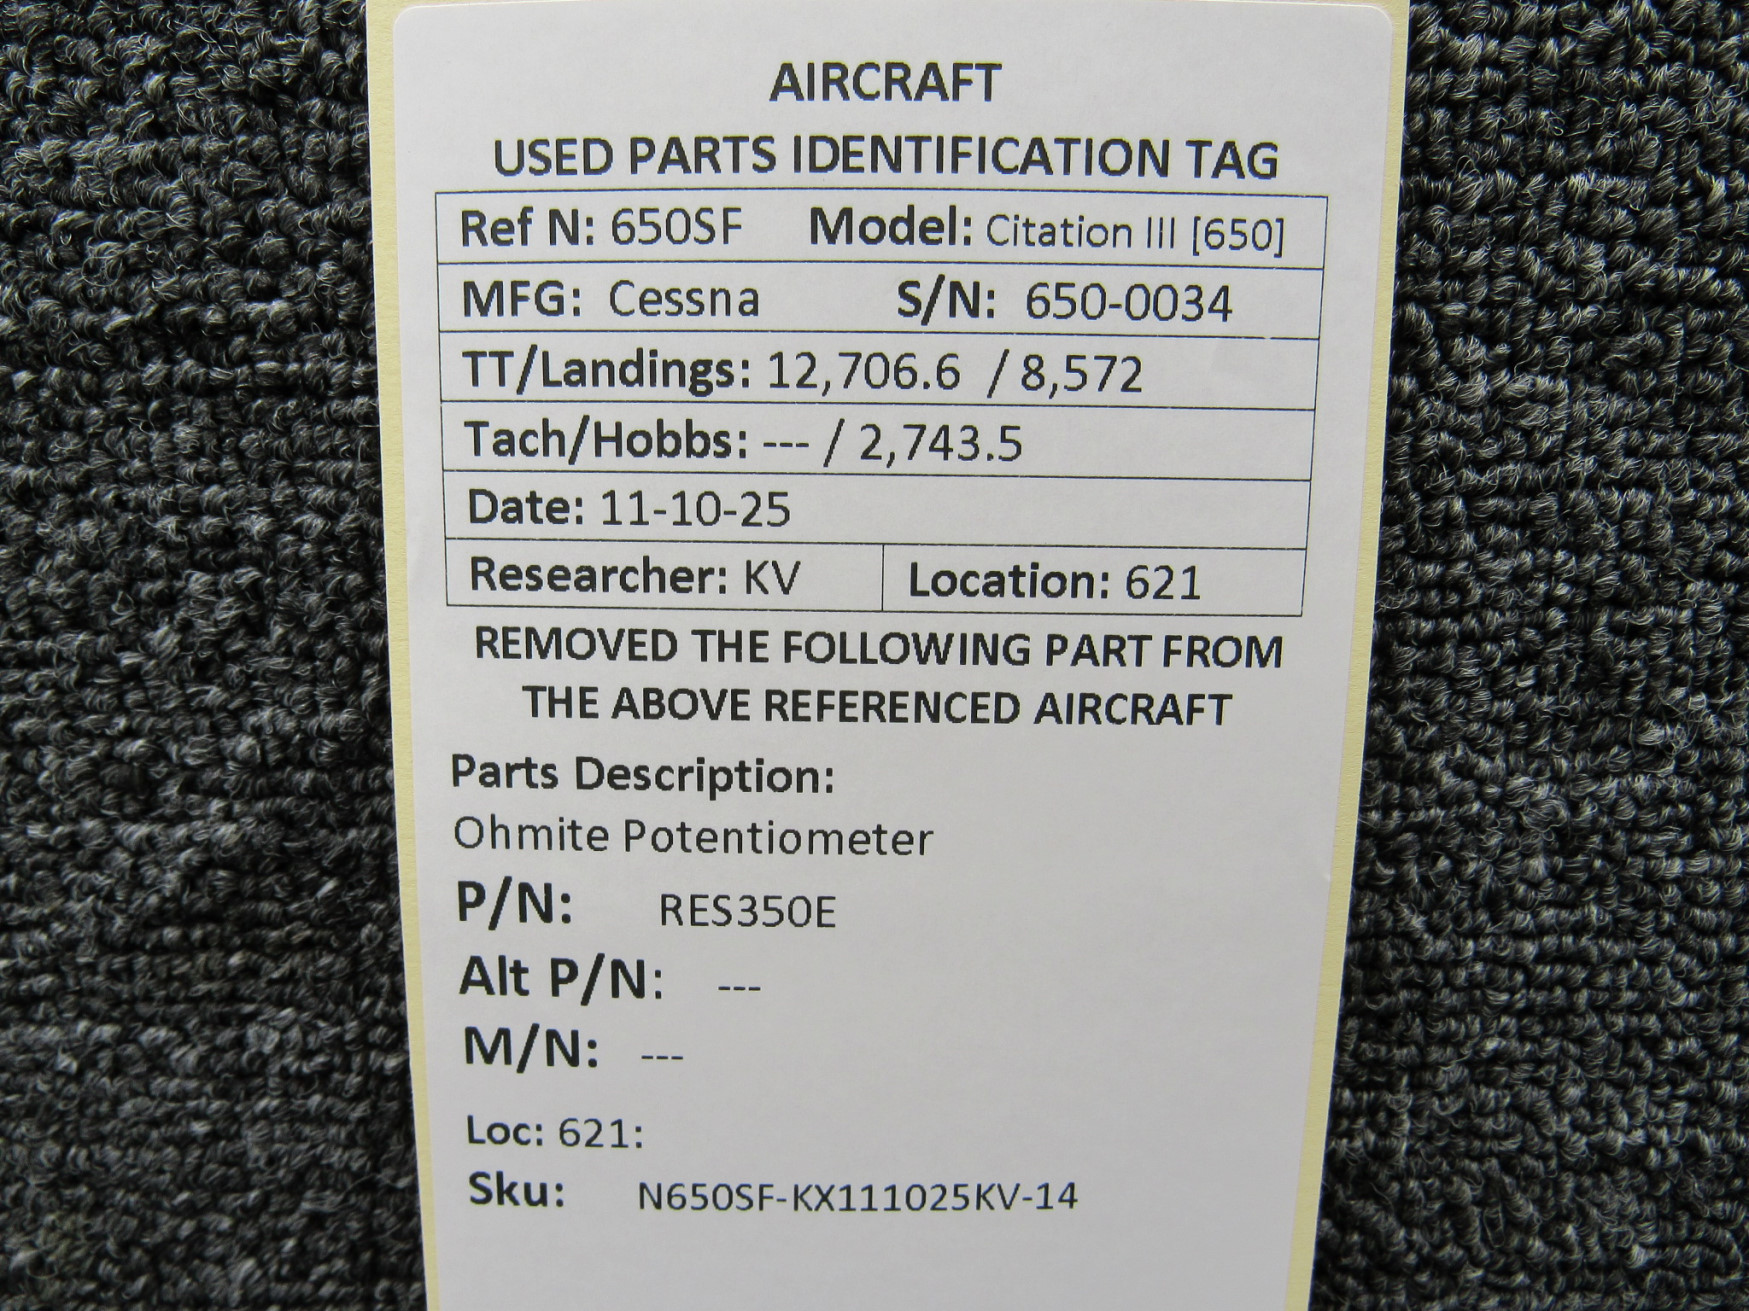 AIRCRAFT
USED PARTS IDENTIFICATION TAG
Ref N: 650SF Model: Citation III [650]
MFG: Cessna S/N: 650-0034
TT/Landings: 12,706.6 / 8,572
Tach/Hobbs: --- / 2,743.5
Date: 11-10-25
Researcher: KV Location: 621
REMOVED THE FOLLOWING PART FROM
THE ABOVE REFERENCED AIRCRAFT
Parts Description:
Ohmite Potentiometer
P/N: RES350E
Alt P/N: ---
M/N: ---
Loc: 621:
Sku: N650SF-KX111025KV-14